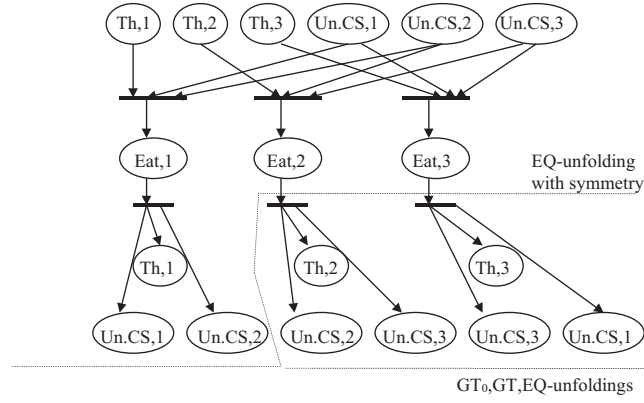 Th,1 Th,2 Th,3 Un.CS,1 Un.CS,2 Un.CS,3
Eat,1 Eat,2 Eat,3
EQ-unfolding
with symmetry
Th,1 Th,2 Th,3
Un.CS,1 Un.CS,2 Un.CS,2 Un.CS,3 Un.CS,3 Un.CS,1
GT₀,GT,EQ-unfoldings